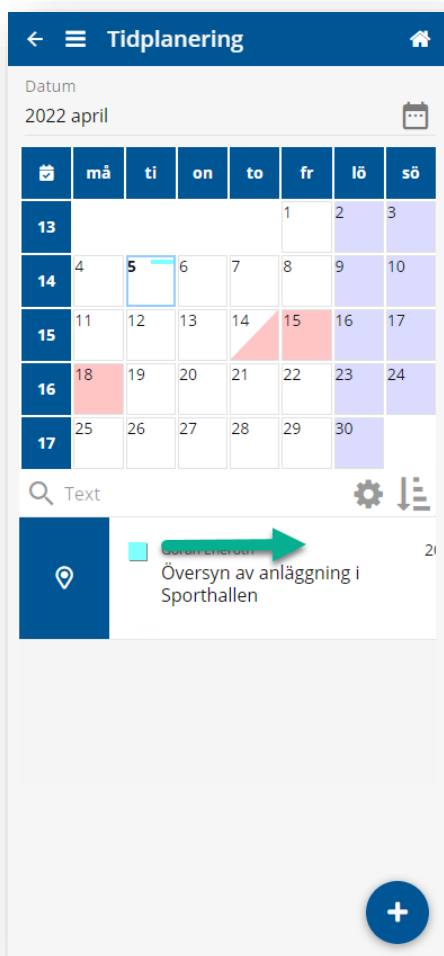 Tidplanering
Datum
2022 april
må ti on to fr lö sö
13 1 2 3
14 4 5 6 7 8 9 10
15 11 12 13 14 15 16 17
16 18 19 20 21 22 23 24
17 25 26 27 28 29 30
Text
Översyn av anläggning i
Sporthallen